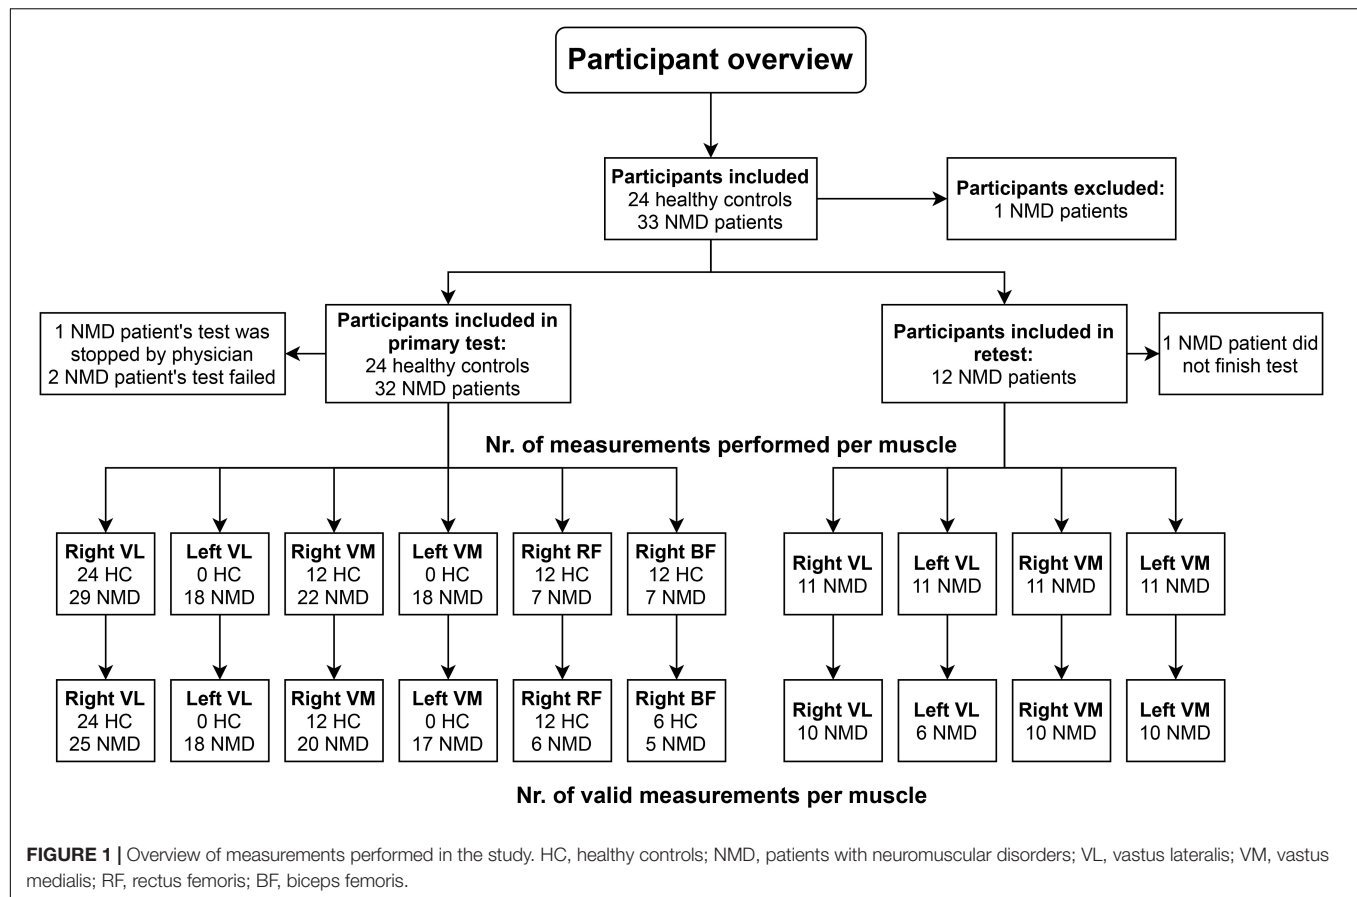 Participant overview
Participants included
24 healthy controls
33 NMD patients
Participants excluded:
1 NMD patients
1 NMD patient's test was
stopped by physician
2 NMD patient's test failed
Participants included in
primary test:
24 healthy controls
32 NMD patients
Participants included in
retest:
12 NMD patients
1 NMD patient did
not finish test
Nr. of measurements performed per muscle
Right VL
24 HC
29 NMD
Left VL
0 HC
18 NMD
Right VM
12 HC
22 NMD
Left VM
0 HC
18 NMD
Right RF
12 HC
7 NMD
Right BF
12 HC
7 NMD
Right VL
11 NMD
Left VL
11 NMD
Right VM
11 NMD
Left VM
11 NMD
Right VL
24 HC
25 NMD
Left VL
0 HC
18 NMD
Right VM
12 HC
20 NMD
Left VM
0 HC
17 NMD
Right RF
12 HC
6 NMD
Right BF
6 HC
5 NMD
Right VL
10 NMD
Left VL
6 NMD
Right VM
10 NMD
Left VM
10 NMD
Nr. of valid measurements per muscle
FIGURE 1 | Overview of measurements performed in the study. HC, healthy controls; NMD, patients with neuromuscular disorders; VL, vastus lateralis; VM, vastus
medialis; RF, rectus femoris; BF, biceps femoris.